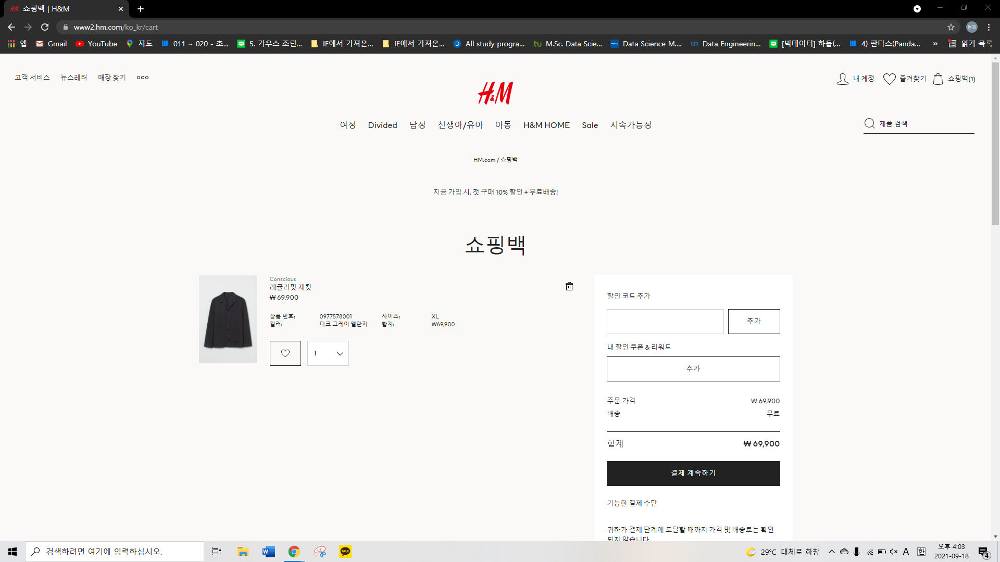 쇼핑백 | H&M
www2.hm.com/ko_kr/cart
현호
앱
Gmail
YouTube
지도
011 ~ 020 - 초...
5. 가우스 조던...
IE에서 가져온...
IE에서 가져온...
All study progra...
M.Sc. Data Scie...
Data Science M....
Data Engineerin...
[빅데이터] 하둡(...
4) 판다스(Panda...
»
읽기 목록
고객 서비스
뉴스레터
매장 찾기
내 계정
즐겨찾기
쇼핑백(1)
H&M
여성
Divided
남성
신생아/유아
아동
H&M HOME
Sale
지속가능성
제품 검색
HM.com / 쇼핑백
지금 가입 시, 첫 구매 10% 할인 + 무료배송!
쇼핑백
Conscious
레귤러핏 재킷
₩ 69,900
상품 번호: 0977578001 사이즈: XL
컬러: 다크 그레이 멜란지 합계: ₩69,900
1
할인 코드 추가
추가
내 할인 쿠폰 & 리워드
추가
주문 가격 ₩ 69,900
배송 무료
합계 ₩ 69,900
결제 계속하기
가능한 결제 수단
귀하가 결제 단계에 도달할 때까지 가격 및 배송료는 확인
되지 않습니다
검색하려면 여기에 입력하십시오.
TALK
29°C 대체로 화창
A
한
오후 4:03
2021-09-18
4